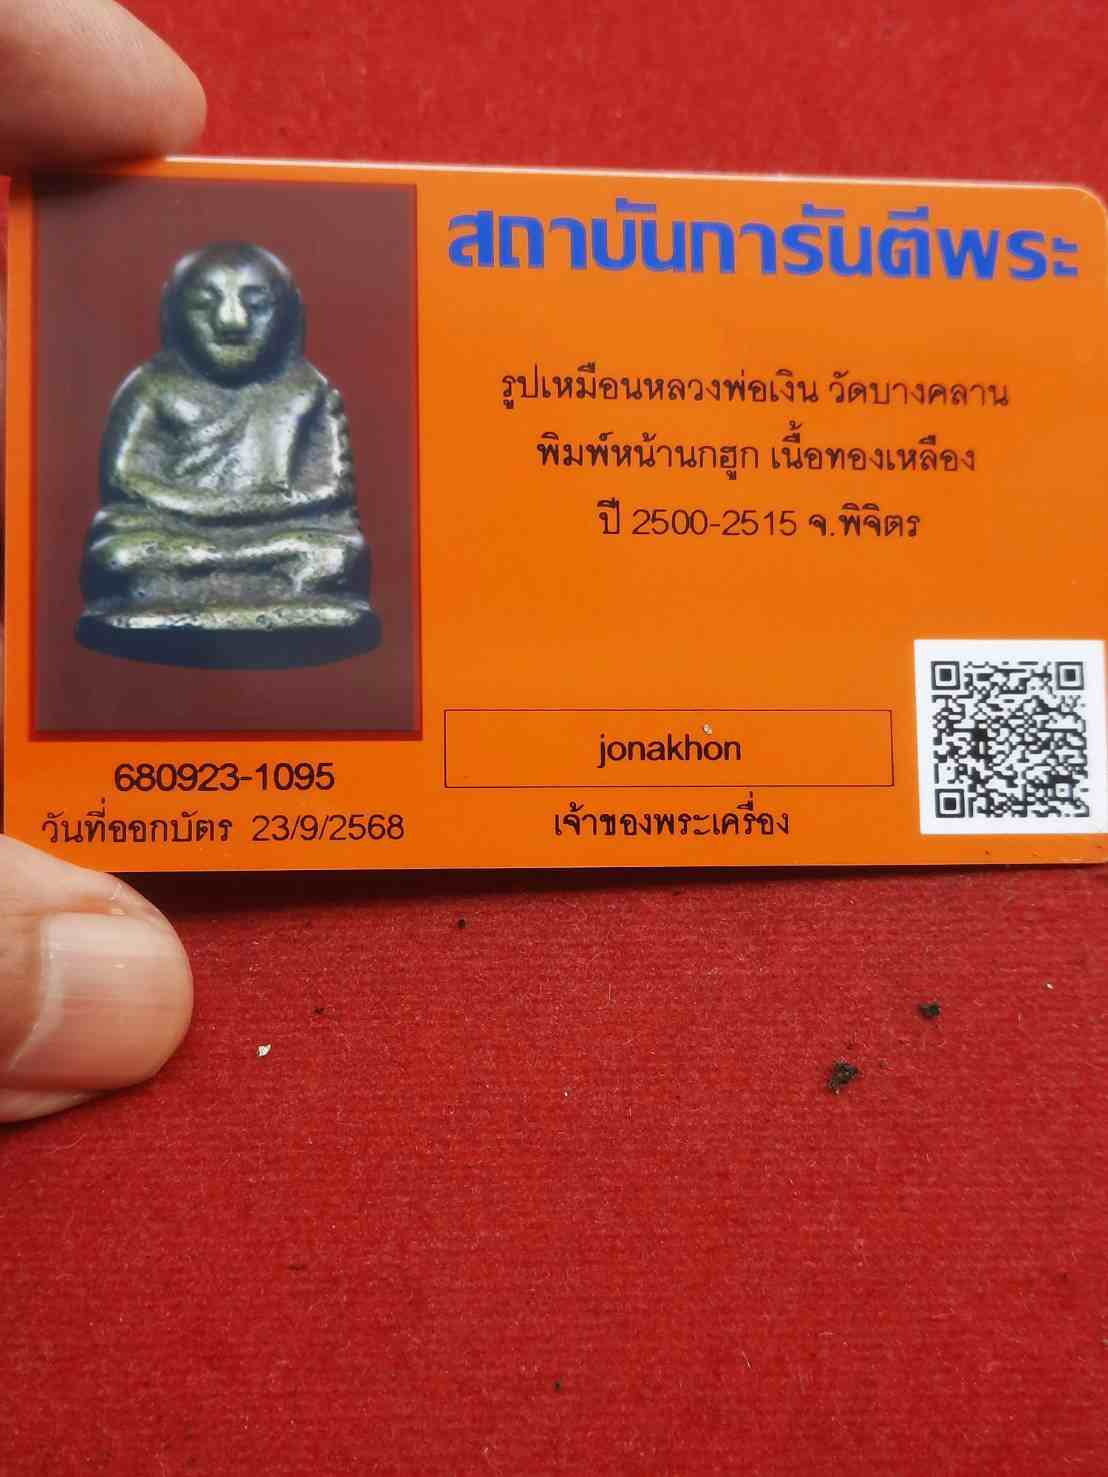 สถาบันการันตีพระ
รูปเหมือนหลวงพ่อเงิน วัดบางคลาน
พิมพ์หน้านกฮูก เนื้อทองเหลือง
ปี 2500-2515 จ.พิจิตร
jonakhon
เจ้าของพระเครื่อง
680923-1095
วันที่ออกบัตร 23/9/2568